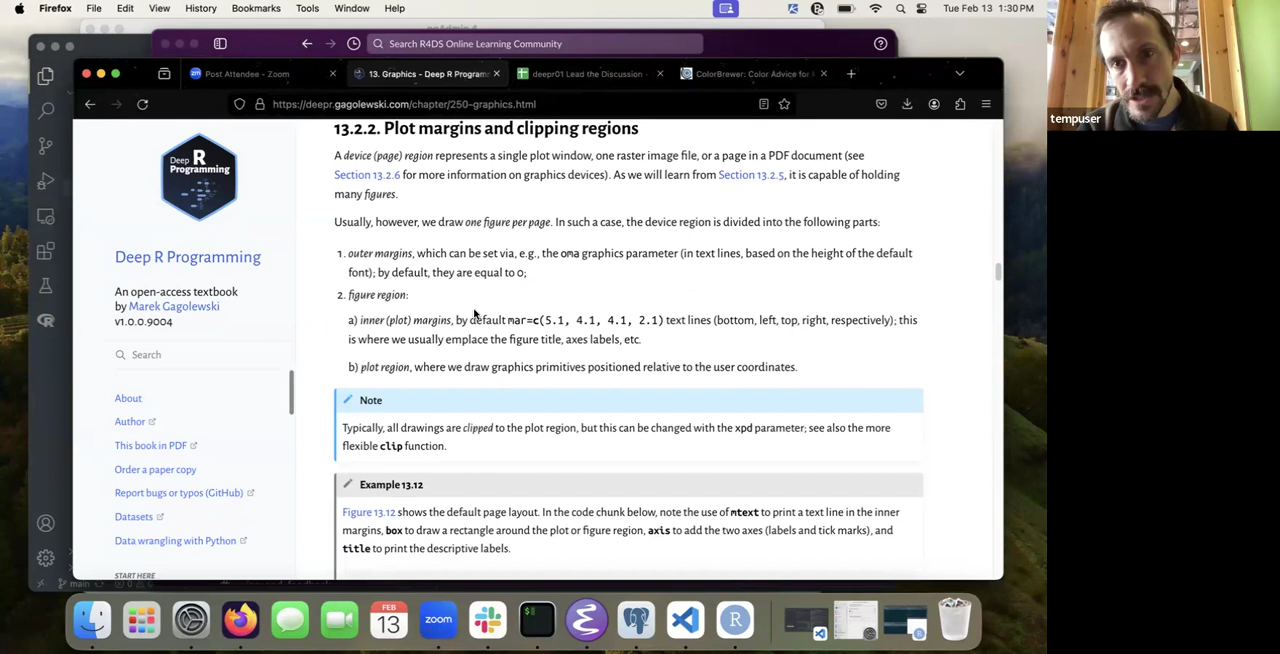 Firefox File Edit View History Bookmarks Tools Window Help Tue Feb 13 1:30 PM
Search R4DS Online Learning Community
Post Attendee - Zoom
13. Graphics - Deep R Program
deepr01 Lead the Discussion
ColorBrewer: Color Advice for
https://deepr.gagolewski.com/chapter/250-graphics.html
tempuser
Deep R Programming
Deep R Programming
An open-access textbook
by Marek Gagolewski
v1.0.0.9004
Search
About
Author
This book in PDF
Order a paper copy
Report bugs or typos (GitHub)
Datasets
Data wrangling with Python
START HERE
13.2.2. Plot margins and clipping regions
A device (page) region represents a single plot window, one raster image file, or a page in a PDF document (see
Section 13.2.6 for more information on graphics devices). As we will learn from Section 13.2.5, it is capable of holding
many figures.
Usually, however, we draw one figure per page. In such a case, the device region is divided into the following parts:
1. outer margins, which can be set via, e.g., the oma graphics parameter (in text lines, based on the height of the default
font); by default, they are equal to 0;
2. figure region:
a) inner (plot) margins, by default mar=c(5.1, 4.1, 4.1, 2.1) text lines (bottom, left, top, right, respectively); this
is where we usually emplace the figure title, axes labels, etc.
b) plot region, where we draw graphics primitives positioned relative to the user coordinates.
Note
Typically, all drawings are clipped to the plot region, but this can be changed with the xpd parameter; see also the more
flexible clip function.
Example 13.12
Figure 13.12 shows the default page layout. In the code chunk below, note the use of mtext to print a text line in the inner
margins, box to draw a rectangle around the plot or figure region, axis to add the two axes (labels and tick marks), and
title to print the descriptive labels.
main
FEB
13
zoom
R